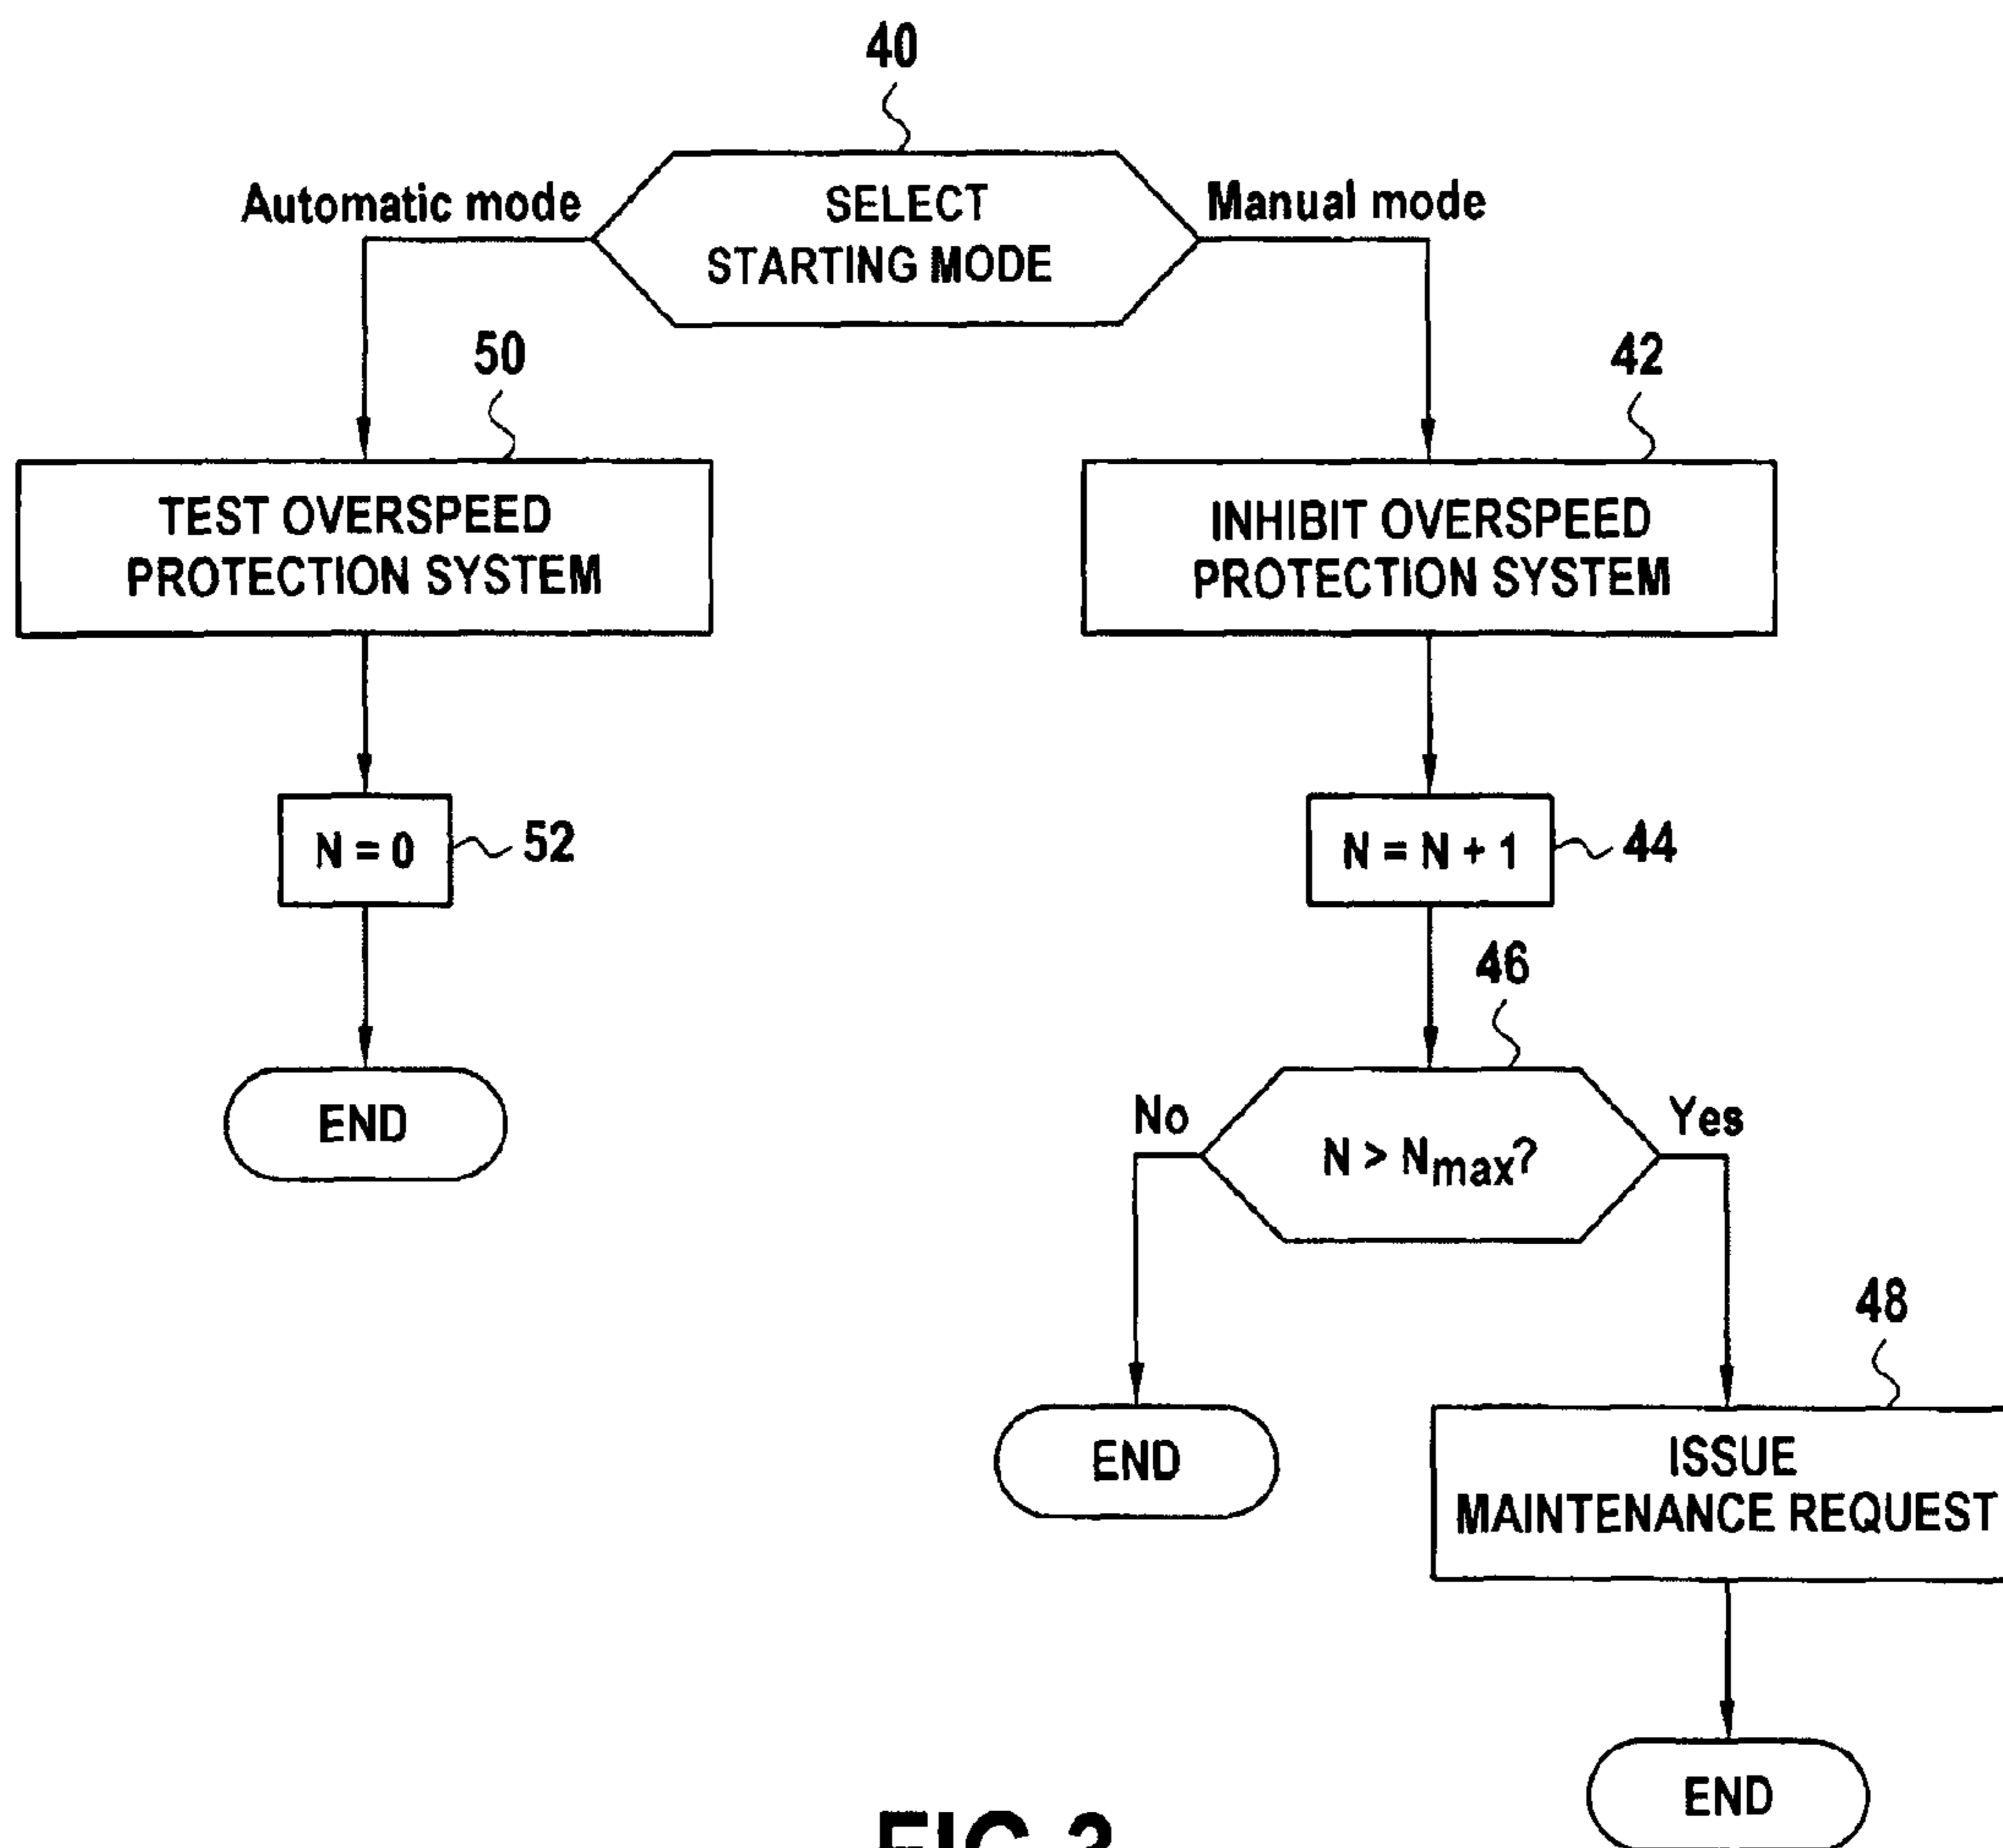 40
Automatic mode
SELECT
STARTING MODE
Manual mode
50
42
TEST OVERSPEED
PROTECTION SYSTEM
INHIBIT OVERSPEED
PROTECTION SYSTEM
N = 0
52
N = N + 1
44
46
END
No
N > Nmax?
Yes
48
END
ISSUE
MAINTENANCE REQUEST
END